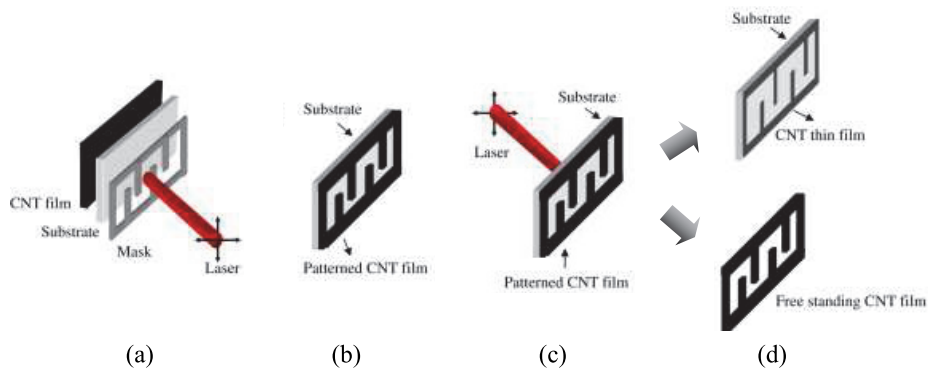 CNT film
Substrate
Mask
Laser
(a)
Substrate
Patterned CNT film
(b)
Laser
Substrate
Patterned CNT film
(c)
Substrate
CNT thin film
Free standing CNT film
(d)